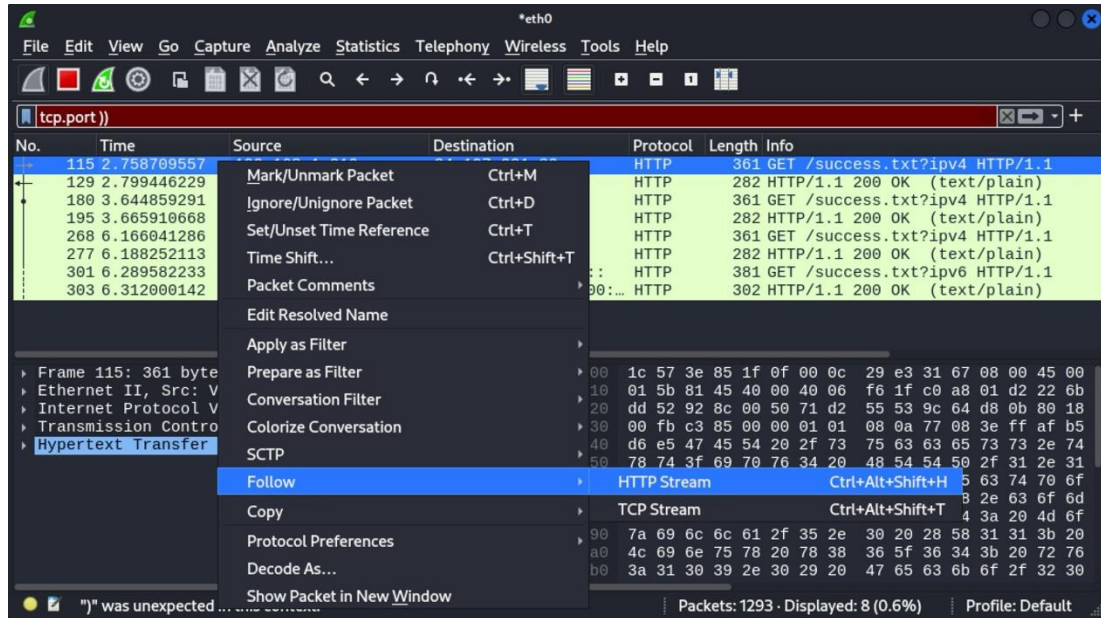 *eth0
File Edit View Go Capture Analyze Statistics Telephony Wireless Tools Help
tcp.port ))
No. Time Source Destination Protocol Length Info
115 2.758709557 HTTP 361 GET /success.txt?ipv4 HTTP/1.1
129 2.799446229 282 HTTP/1.1 200 OK (text/plain)
180 3.644859291 HTTP 361 GET /success.txt?ipv4 HTTP/1.1
195 3.665910668 HTTP 282 HTTP/1.1 200 OK (text/plain)
268 6.166041286 HTTP 361 GET /success.txt?ipv4 HTTP/1.1
277 6.188252113 HTTP 282 HTTP/1.1 200 OK (text/plain)
301 6.289582233 :: HTTP 381 GET /success.txt?ipv6 HTTP/1.1
303 6.312000142 00:… HTTP 302 HTTP/1.1 200 OK (text/plain)
Mark/Unmark Packet Ctrl+M
Ignore/Unignore Packet Ctrl+D
Set/Unset Time Reference Ctrl+T
Time Shift... Ctrl+Shift+T
Packet Comments
Edit Resolved Name
Apply as Filter
Prepare as Filter
Conversation Filter
Colorize Conversation
SCTP
Follow
Copy
Protocol Preferences
Decode As...
Show Packet in New Window
HTTP Stream Ctrl+Alt+Shift+H
TCP Stream Ctrl+Alt+Shift+T
Frame 115: 361 byte
Ethernet II, Src: V
Internet Protocol V
Transmission Contro
Hypertext Transfer
00 1c 57 3e 85 1f 0f 00 0c 29 e3 31 67 08 00 45 00
10 01 5b 81 45 40 00 40 06 f6 1f c0 a8 01 d2 22 6b
20 dd 52 92 8c 00 50 71 d2 55 53 9c 64 d8 0b 80 18
30 00 fb c3 85 00 00 01 01 08 0a 77 08 3e ff af b5
40 d6 e5 47 45 54 20 2f 73 75 63 63 65 73 73 2e 74
50 78 74 3f 69 70 76 34 20 48 54 54 50 2f 31 2e 31
63 74 70 6f
2e 63 6f 6d
3a 20 4d 6f
90 7a 69 6c 6c 61 2f 35 2e 30 20 28 58 31 31 3b 20
a0 4c 69 6e 75 78 20 78 38 36 5f 36 34 3b 20 72 76
b0 3a 31 30 39 2e 30 29 20 47 65 63 6b 6f 2f 32 30
")" was unexpected
Packets: 1293 · Displayed: 8 (0.6%)
Profile: Default